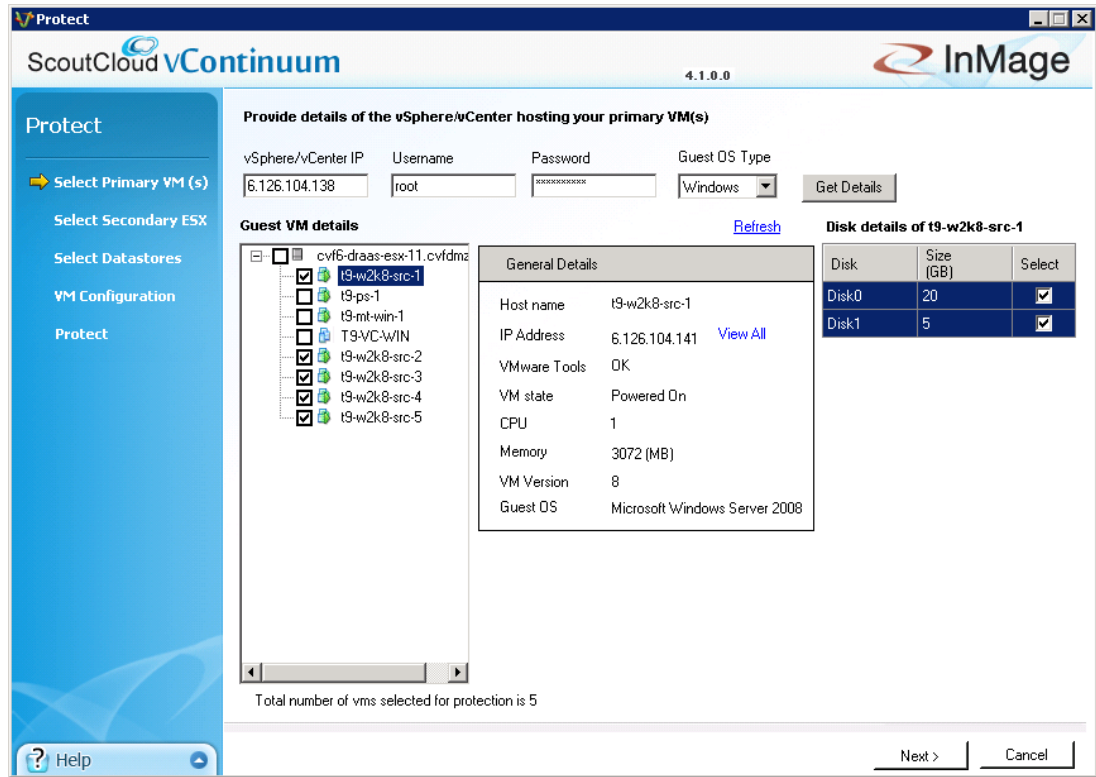 Protect
ScoutCloud vContinuum
4.1.0.0
InMage
Protect
Select Primary VM (s)
Select Secondary ESX
Select Datastores
VM Configuration
Protect
Help
Provide details of the vSphere/vCenter hosting your primary VM(s)
vSphere/vCenter IP Username Password Guest OS Type
6.126.104.138 root ********** Windows Get Details
Guest VM details Refresh
cvf6-draas-esx-11.cvfdmz
t9-w2k8-src-1
t9-ps-1
t9-mt-win-1
T9-VC-WIN
t9-w2k8-src-2
t9-w2k8-src-3
t9-w2k8-src-4
t9-w2k8-src-5
General Details
Host name t9-w2k8-src-1
IP Address 6.126.104.141 View All
VMware Tools OK
VM state Powered On
CPU 1
Memory 3072 (MB)
VM Version 8
Guest OS Microsoft Windows Server 2008
Disk details of t9-w2k8-src-1
Disk Size (GB) Select
Disk0 20
Disk1 5
Total number of vms selected for protection is 5
Next > Cancel